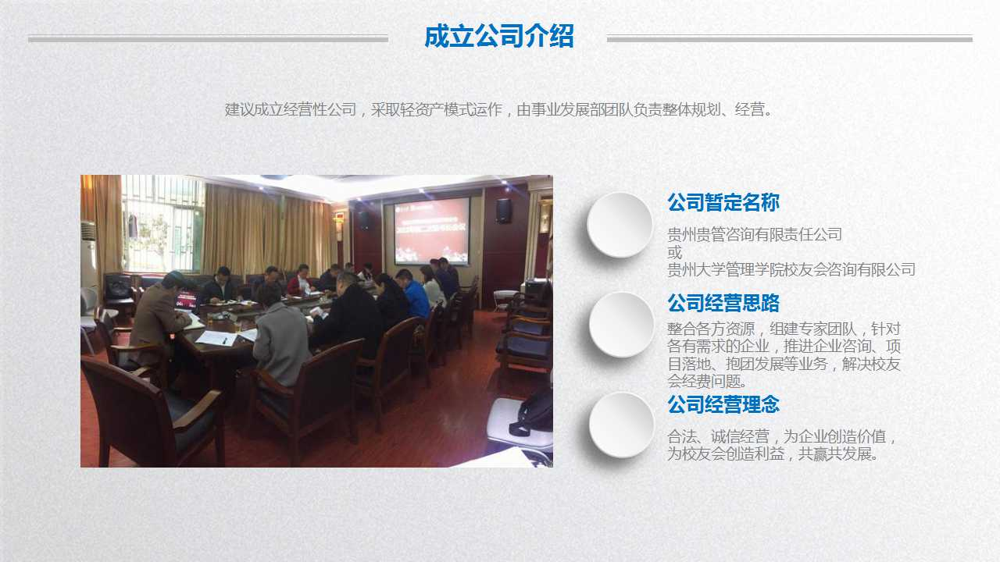 成立公司介绍
建议成立经营性公司，采取轻资产模式运作，由事业发展部团队负责整体规划、经营。
公司暂定名称
贵州贵管咨询有限责任公司
或
贵州大学管理学院校友会咨询有限公司
公司经营思路
整合各方资源，组建专家团队，针对
各有需求的企业，推进企业咨询、项
目落地、抱团发展等业务，解决校友
会经费问题。
公司经营理念
合法、诚信经营，为企业创造价值，
为校友会创造利益，共赢共发展。